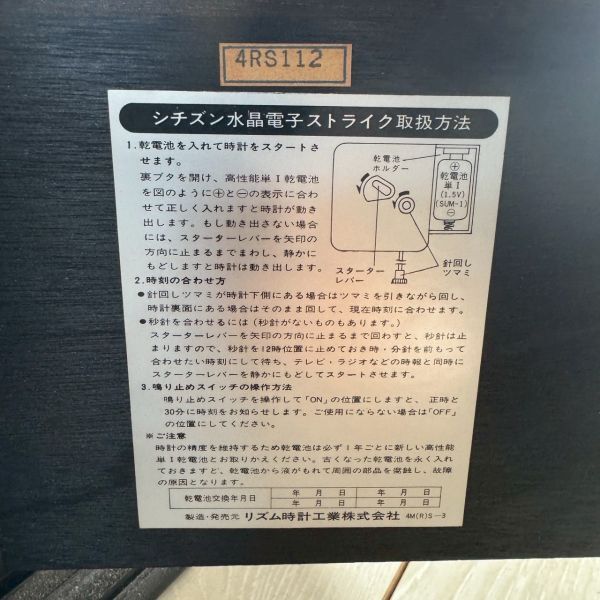 4RS112
シチズン水晶電子ストライク取扱方法
1.乾電池を入れて時計をスタートさ
せます。
裏ブタを開け、高性能単1乾電池
を図のように⊕と⊖の表示に合わ
せて正しく入れますと時計が動き
出します。もし動き出さない場合
には、スターターレバーを矢印の
方向に止まるまでまわし、静かに
もどしますと時計は動き出します。
乾電池
ホルダー
⊕
乾電池
単1
(1.5V)
(SUM-1)
⊖
スターター
レバー
針回し
ツマミ
2.時刻の合わせ方
●針回しツマミが時計下側にある場合はツマミを引きながら回し、
時計裏面にある場合はそのまま回して、現在時刻に合わせます。
●秒針を合わせるには(秒針がないものもあります。)
スターターレバーを矢印の方向に止まるまで回わすと、秒針は止
まりますので、秒針を12時位置に止めておき時・分針を前もって
合わせたい時刻にして待ち、テレビ・ラジオなどの時報と同時に
スターターレバーを静かにもどしてスタートさせます。
3.鳴り止めスイッチの操作方法
鳴り止めスイッチを操作して「ON」の位置にしますと、正時と
30分に時刻をお知らせします。ご使用にならない場合は「OFF」
の位置にしてください。
※ご注意
時計の精度を維持するため乾電池は必ず1年ごとに新しい高性能
単1乾電池とお取りかえください。古くなった乾電池を永く入れ
ておきますと、乾電池から液がもれて周囲の部品を腐蝕し、故障
の原因となります。
乾電池交換年月日 年 月 日 年 月 日
年 月 日 年 月 日
製造・発売元 リズム時計工業株式会社 4M(R)S-3